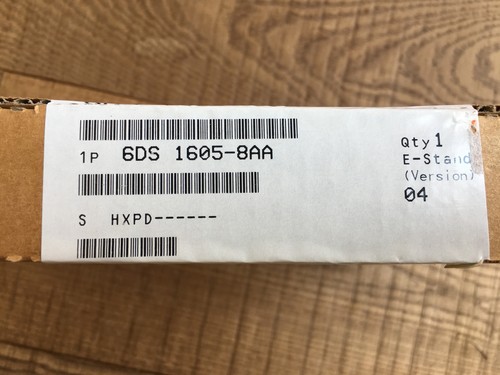 1P 6DS 1605-8AA
S HXPD------
Qty 1
E-Stand
(Version)
04